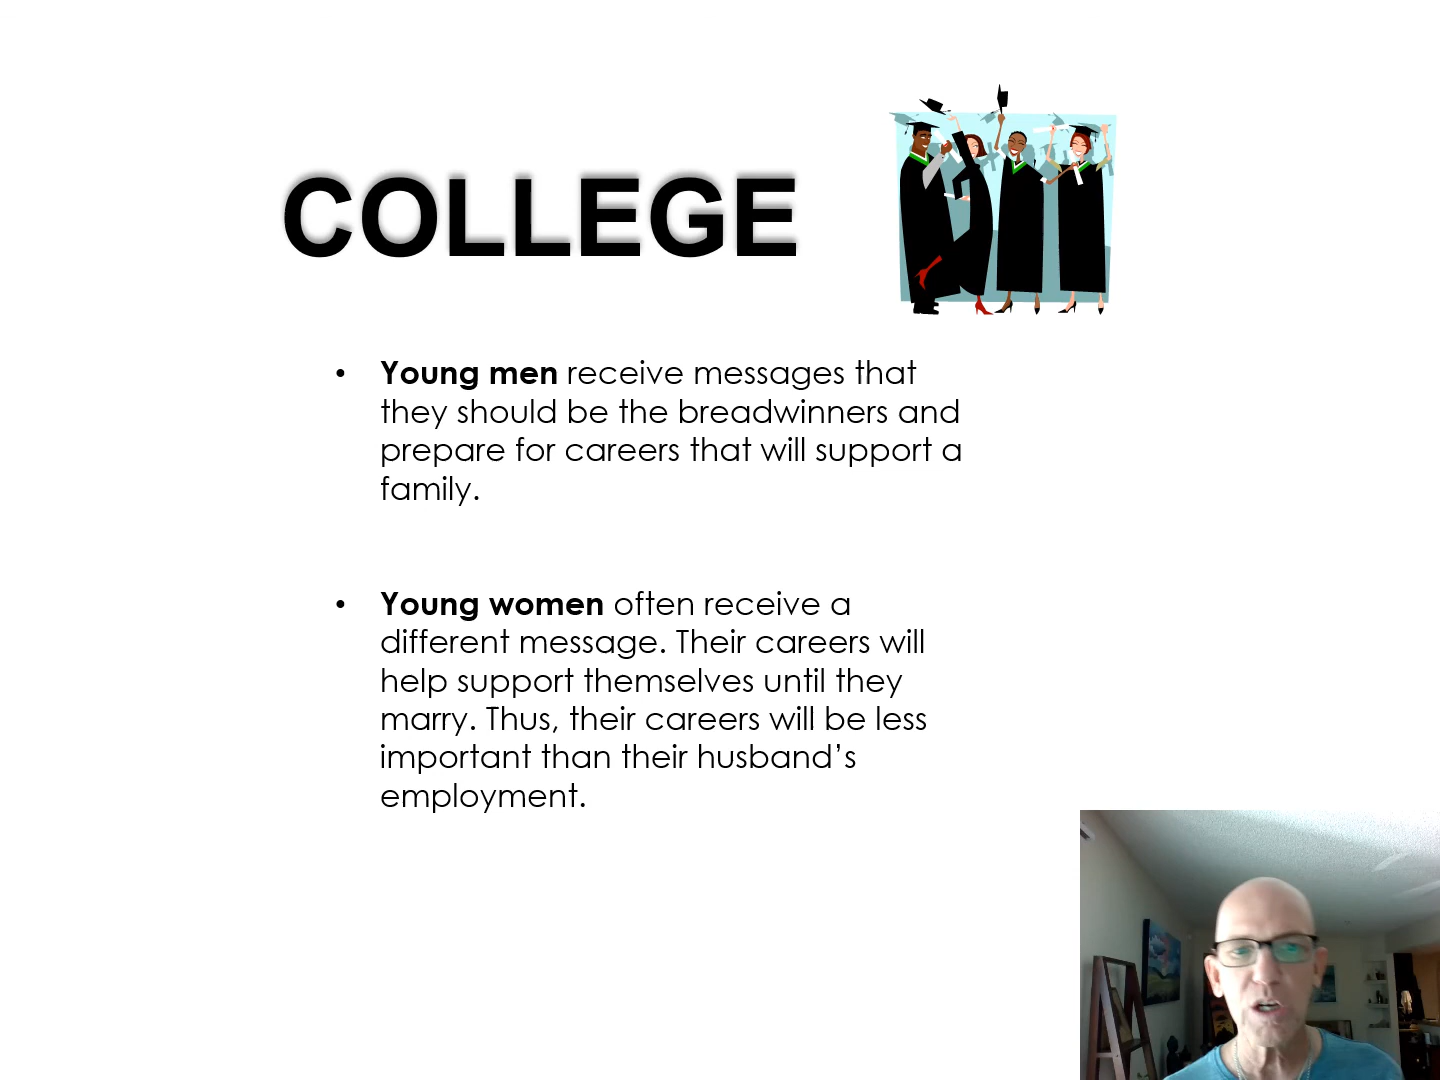 COLLEGE
• Young men receive messages that
they should be the breadwinners and
prepare for careers that will support a
family.
• Young women often receive a
different message. Their careers will
help support themselves until they
marry. Thus, their careers will be less
important than their husband’s
employment.